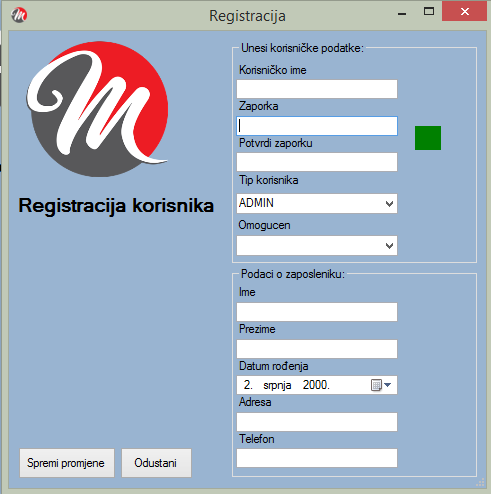 Registracija
Registracija korisnika
Unesi korisničke podatke:
Korisničko ime
Zaporka
Potvrdi zaporku
Tip korisnika
ADMIN
Omogucen
Podaci o zaposleniku:
Ime
Prezime
Datum rođenja
2. srpnja 2000.
Adresa
Telefon
Spremi promjene
Odustani